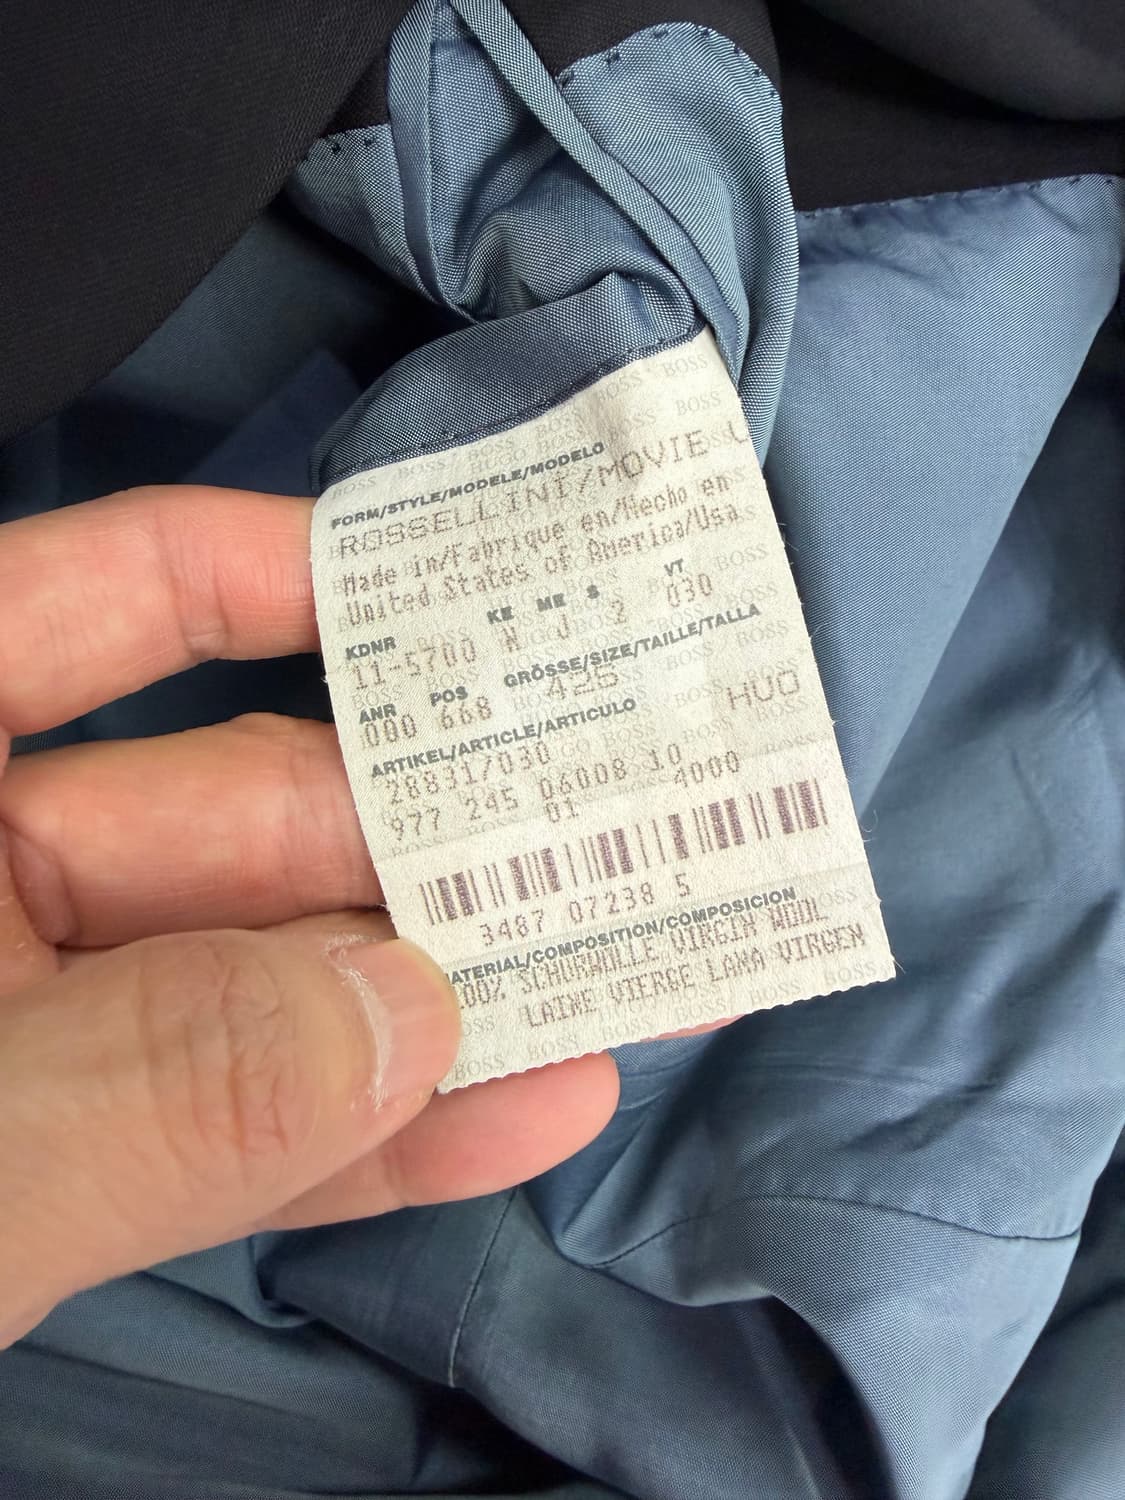 FORM/STYLE/MODELE/MODELO
ROSSELLINI/MOVIE U
Made in/Fabrique en/Hecho en
United States of America/Usa
KDNR KE ME S VT
11-5700 N J 2 030
ANR POS GRÖSSE/SIZE/TAILLE/TALLA
000 668 42S
ARTIKEL/ARTICLE/ARTICULO HUO
28831/030
977 245 D6008 10
01 4000
3487 07238 5
MATERIAL/COMPOSITION/COMPOSICION
100% SCHURWOLLE VIRGIN WOOL
LAINE VIERGE LANA VIRGEN